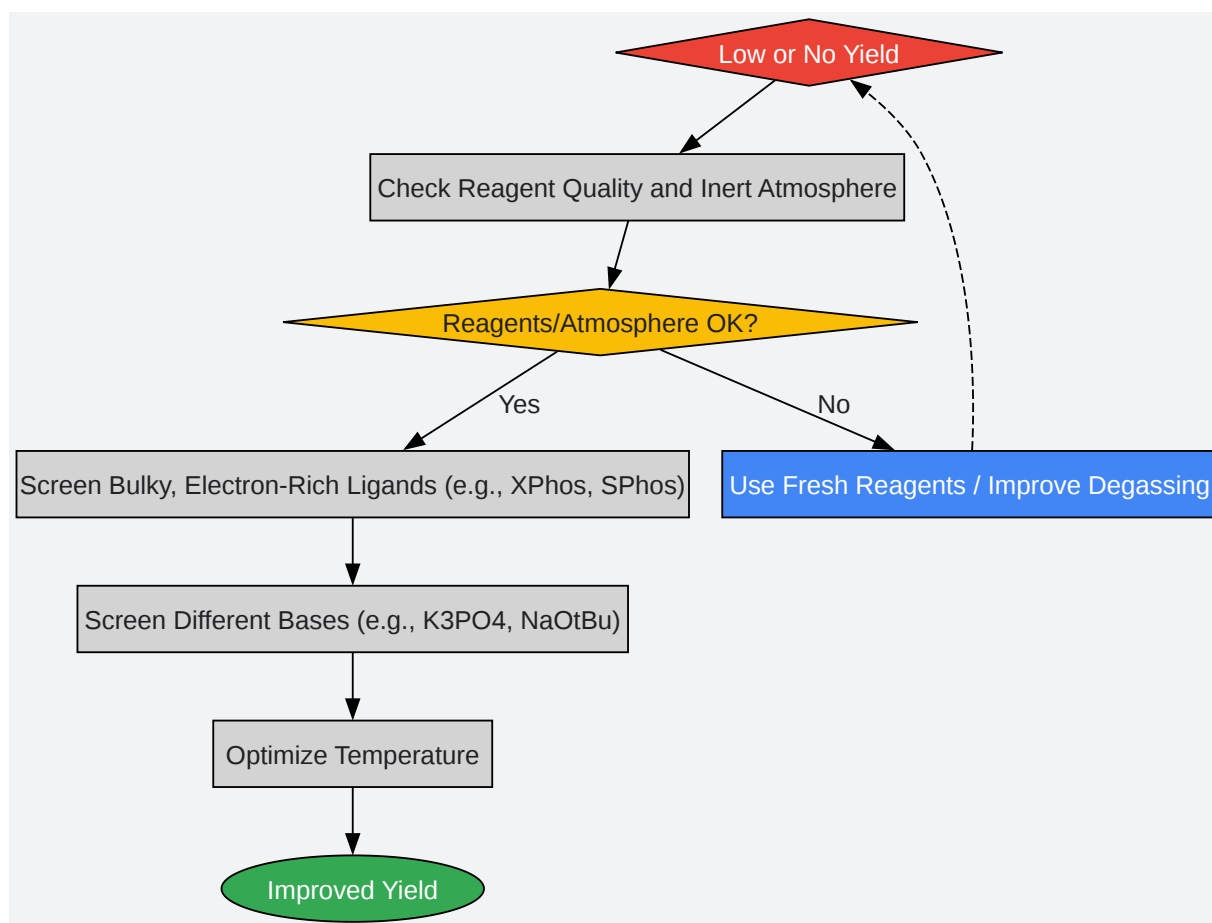 Low or No Yield
Check Reagent Quality and Inert Atmosphere
Reagents/Atmosphere OK?
Yes
No
Screen Bulky, Electron-Rich Ligands (e.g., XPhos, SPhos)
Use Fresh Reagents / Improve Degassing
Screen Different Bases (e.g., K3PO4, NaOtBu)
Optimize Temperature
Improved Yield